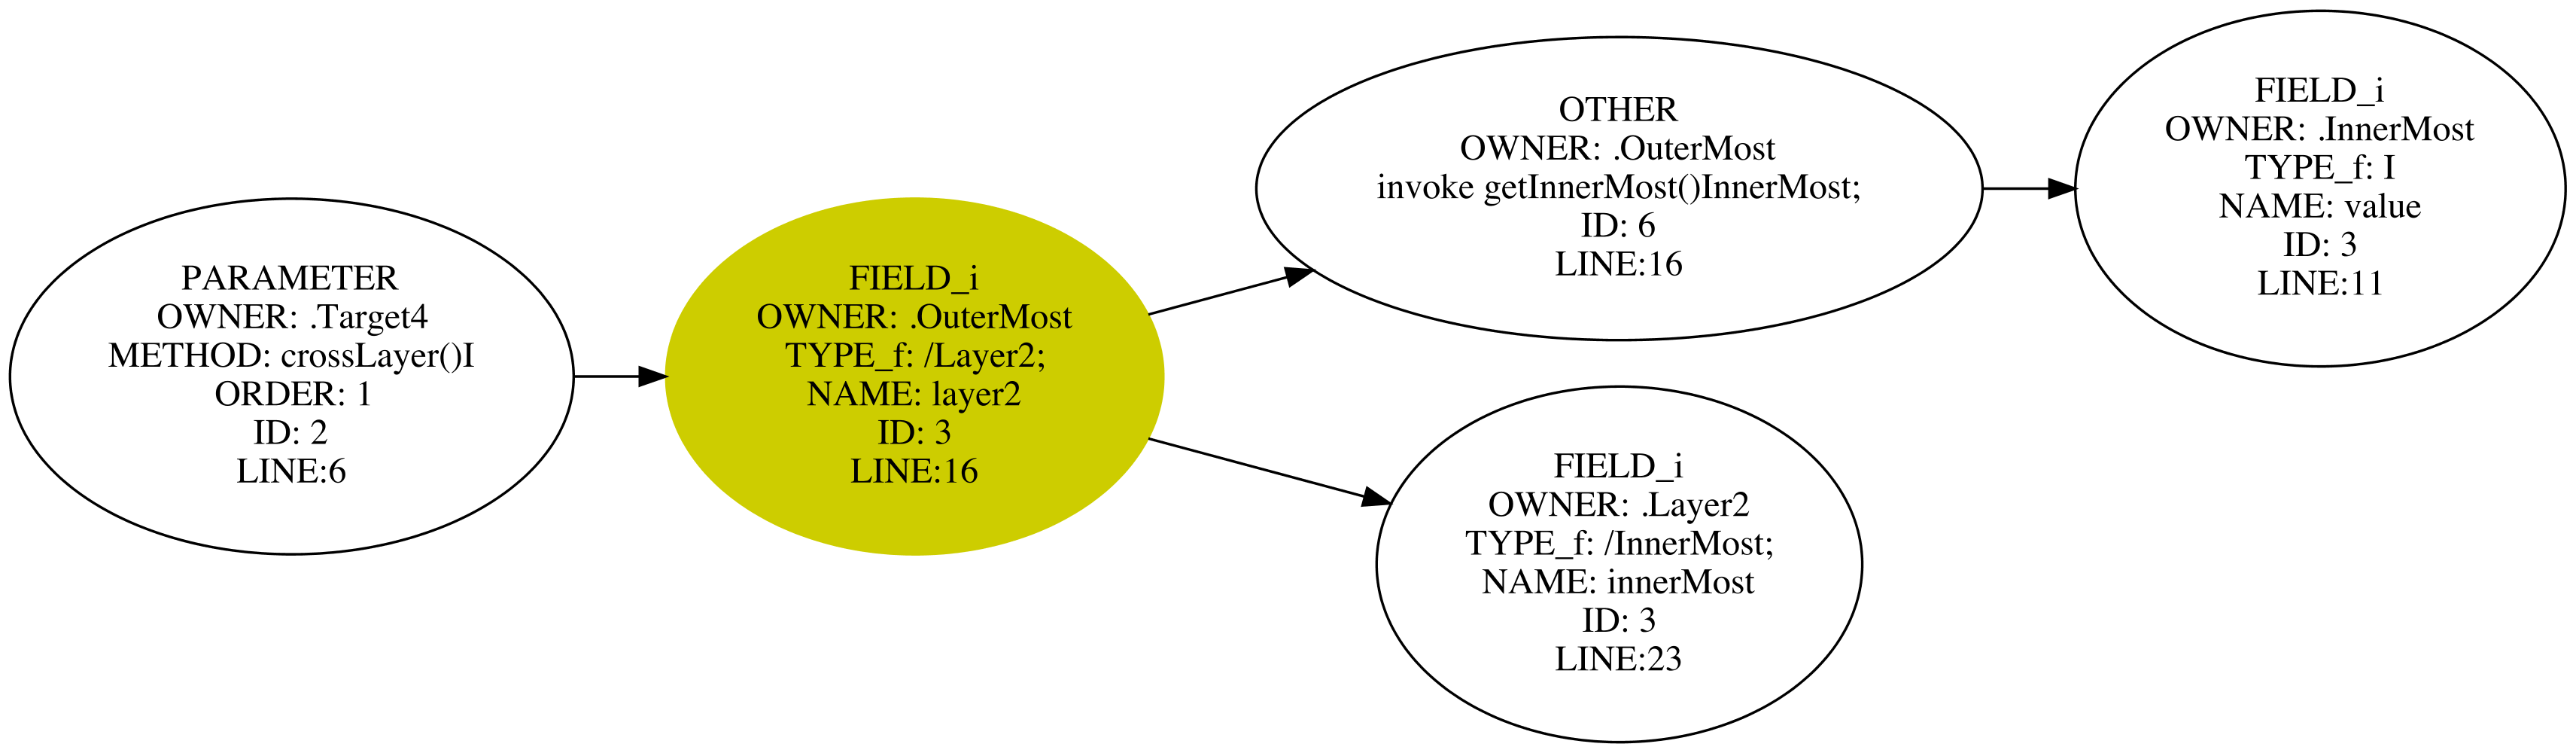 PARAMETER
OWNER: .Target4
METHOD: crossLayer()I
ORDER: 1
ID: 2
LINE:6
FIELD_i
OWNER: .OuterMost
TYPE_f: /Layer2;
NAME: layer2
ID: 3
LINE:16
OTHER
OWNER: .OuterMost
invoke getInnerMost()InnerMost;
ID: 6
LINE:16
FIELD_i
OWNER: .InnerMost
TYPE_f: I
NAME: value
ID: 3
LINE:11
FIELD_i
OWNER: .Layer2
TYPE_f: /InnerMost;
NAME: innerMost
ID: 3
LINE:23